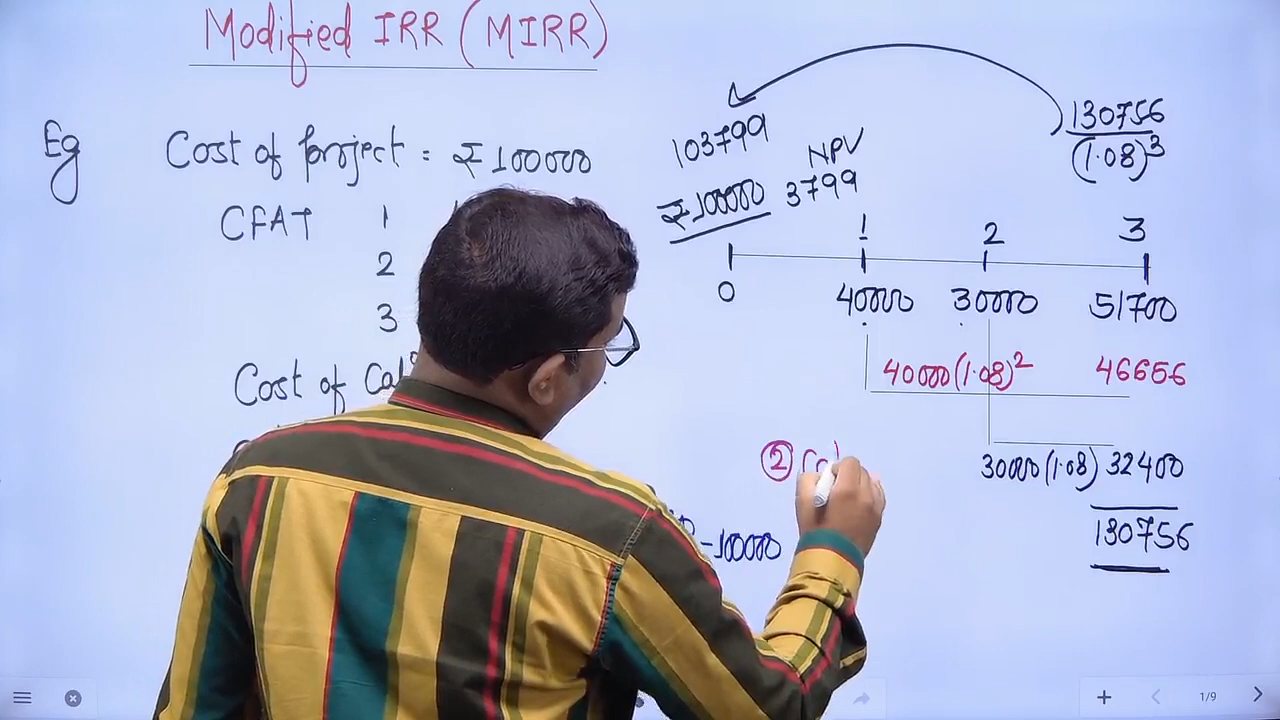 Modified IRR (MIRR)
Eg Cost of project = ₹100000
CFAT 1
2
3
Cost of
103799
NPV
₹100000 3799
130756
(1.08)³
1 2 3
0 40000 30000 51700
40000(1.08)² 46656
② Cal
30000(1.08) 32400
-100000
130756
1/9